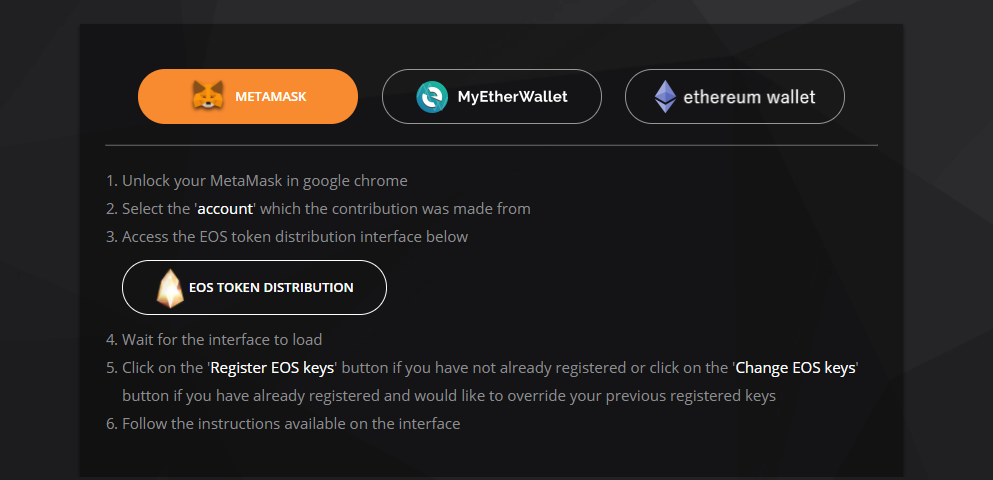 METAMASK
MyEtherWallet
ethereum wallet
1. Unlock your MetaMask in google chrome
2. Select the 'account' which the contribution was made from
3. Access the EOS token distribution interface below
EOS TOKEN DISTRIBUTION
4. Wait for the interface to load
5. Click on the 'Register EOS keys' button if you have not already registered or click on the 'Change EOS keys'
button if you have already registered and would like to override your previous registered keys
6. Follow the instructions available on the interface